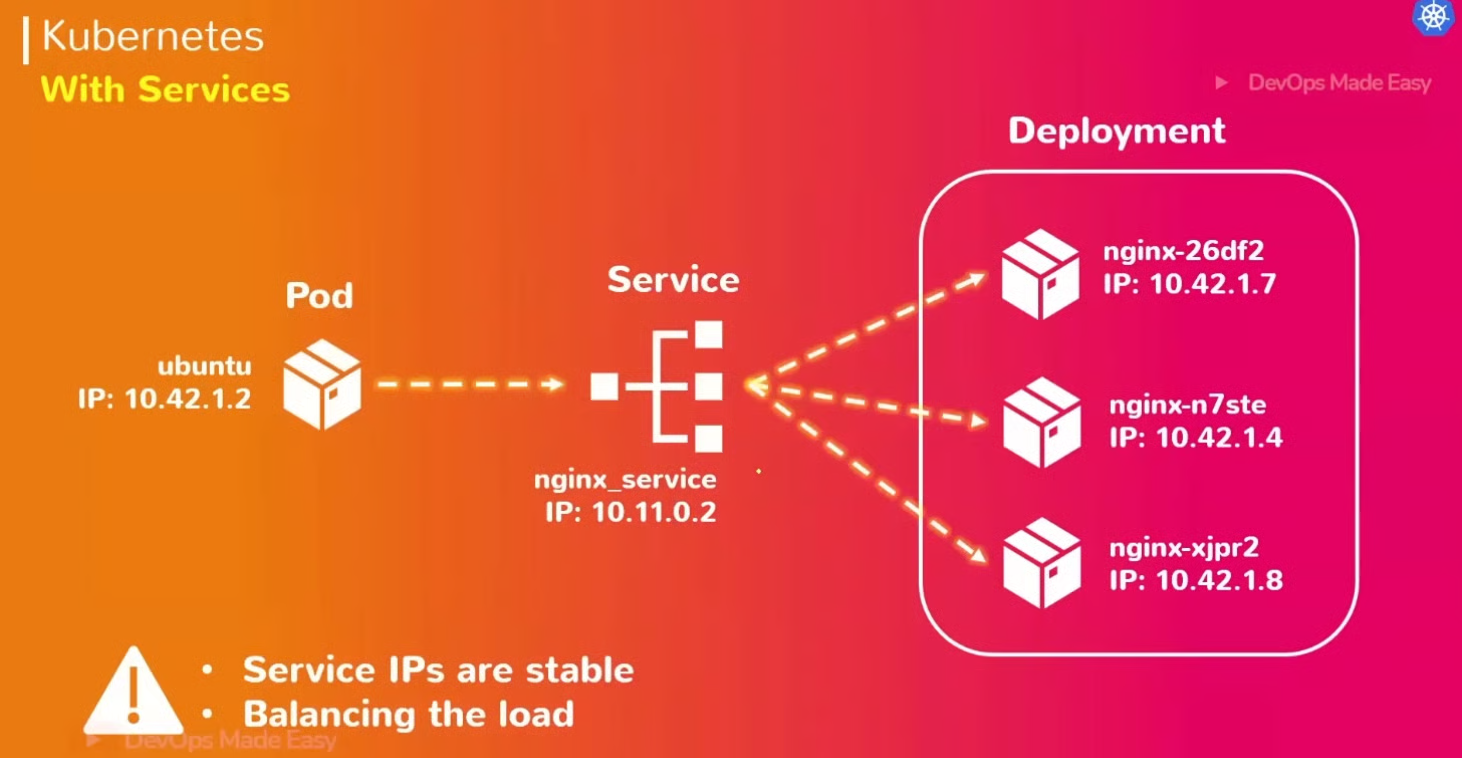 Kubernetes
With Services
DevOps Made Easy
Deployment
nginx-26df2
IP: 10.42.1.7
Pod
Service
ubuntu
IP: 10.42.1.2
nginx-n7ste
IP: 10.42.1.4
nginx_service
IP: 10.11.0.2
nginx-xjpr2
IP: 10.42.1.8
• Service IPs are stable
• Balancing the load
DevOps Made Easy